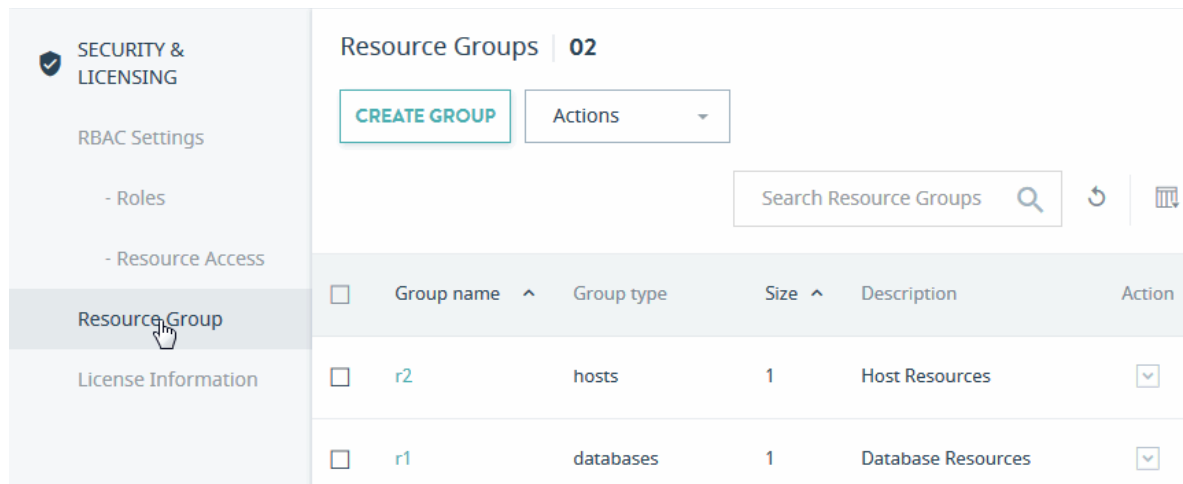 SECURITY &
LICENSING
RBAC Settings
- Roles
- Resource Access
Resource Group
License Information
Resource Groups 02
CREATE GROUP Actions
Search Resource Groups
Group name Group type Size Description Action
r2 hosts 1 Host Resources
r1 databases 1 Database Resources